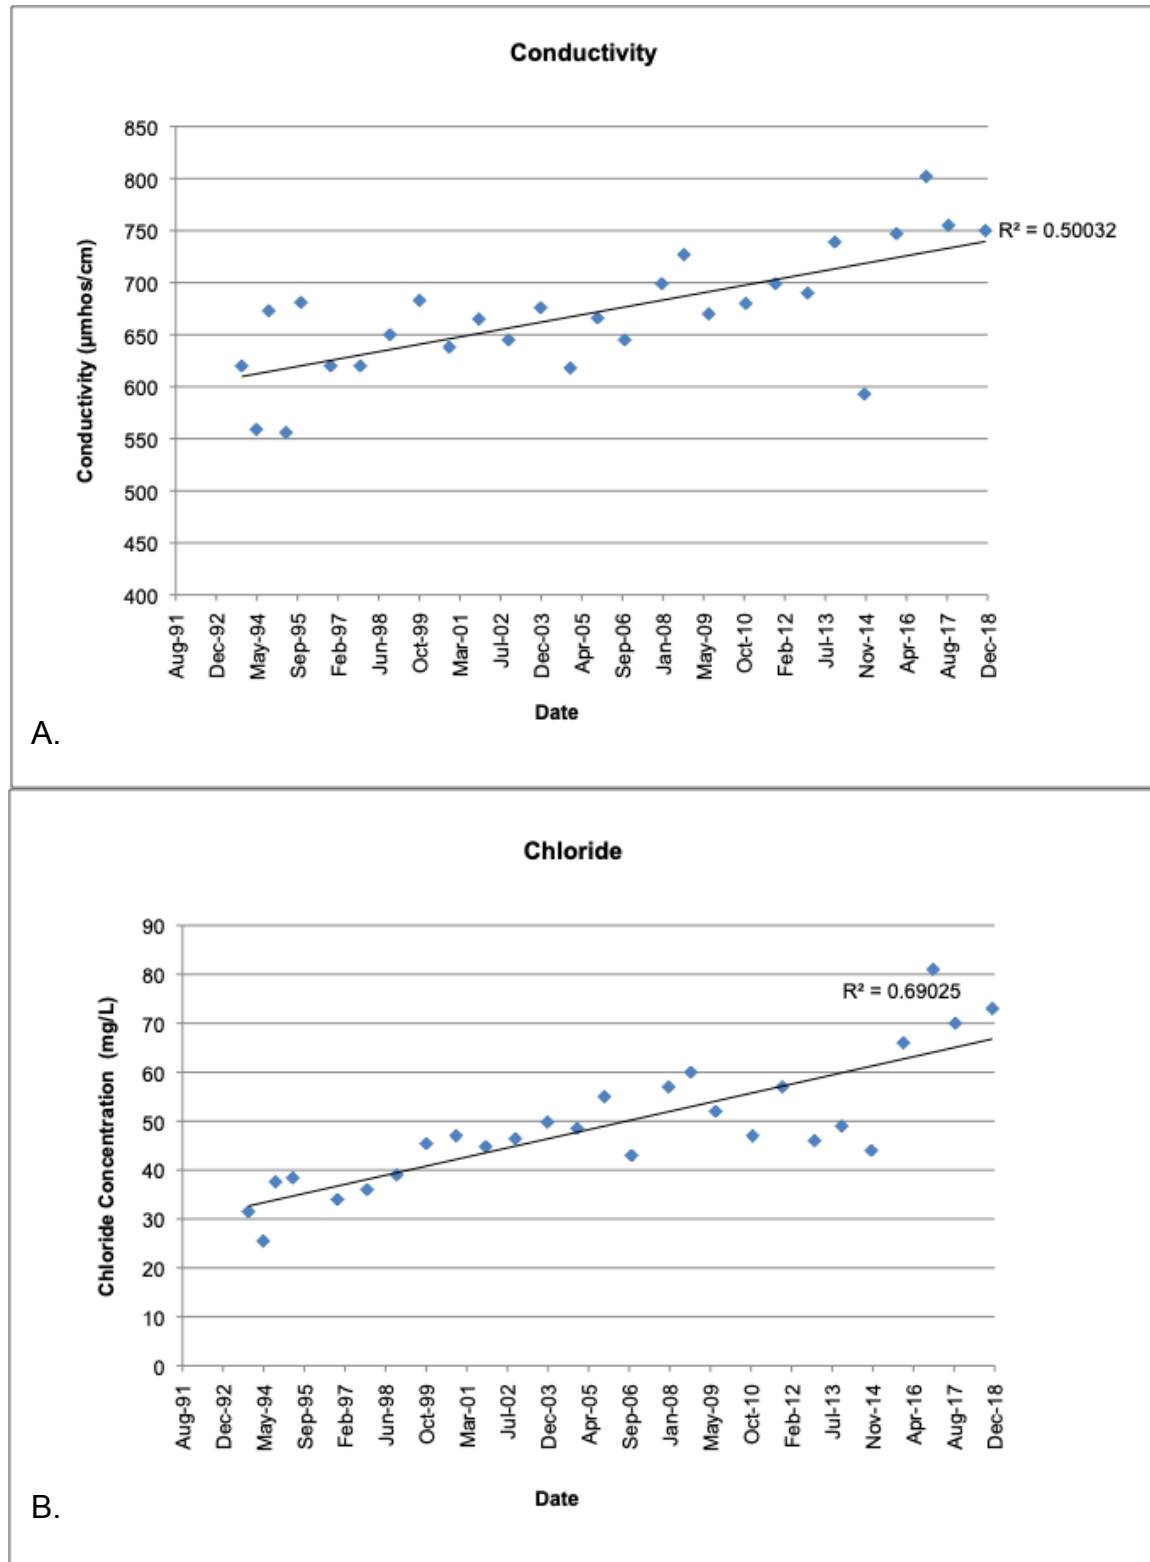 Conductivity
850
800
750
700
650
600
550
500
450
400
Conductivity (µmhos/cm)
R² = 0.50032
Aug-91 Dec-92 May-94 Sep-95 Feb-97 Jun-98 Oct-99 Mar-01 Jul-02 Dec-03 Apr-05 Sep-06 Jan-08 May-09 Oct-10 Feb-12 Jul-13 Nov-14 Apr-16 Aug-17 Dec-18
Date
A.
Chloride
90
80
70
60
50
40
30
20
10
0
Chloride Concentration (mg/L)
R² = 0.69025
Aug-91 Dec-92 May-94 Sep-95 Feb-97 Jun-98 Oct-99 Mar-01 Jul-02 Dec-03 Apr-05 Sep-06 Jan-08 May-09 Oct-10 Feb-12 Jul-13 Nov-14 Apr-16 Aug-17 Dec-18
Date
B.